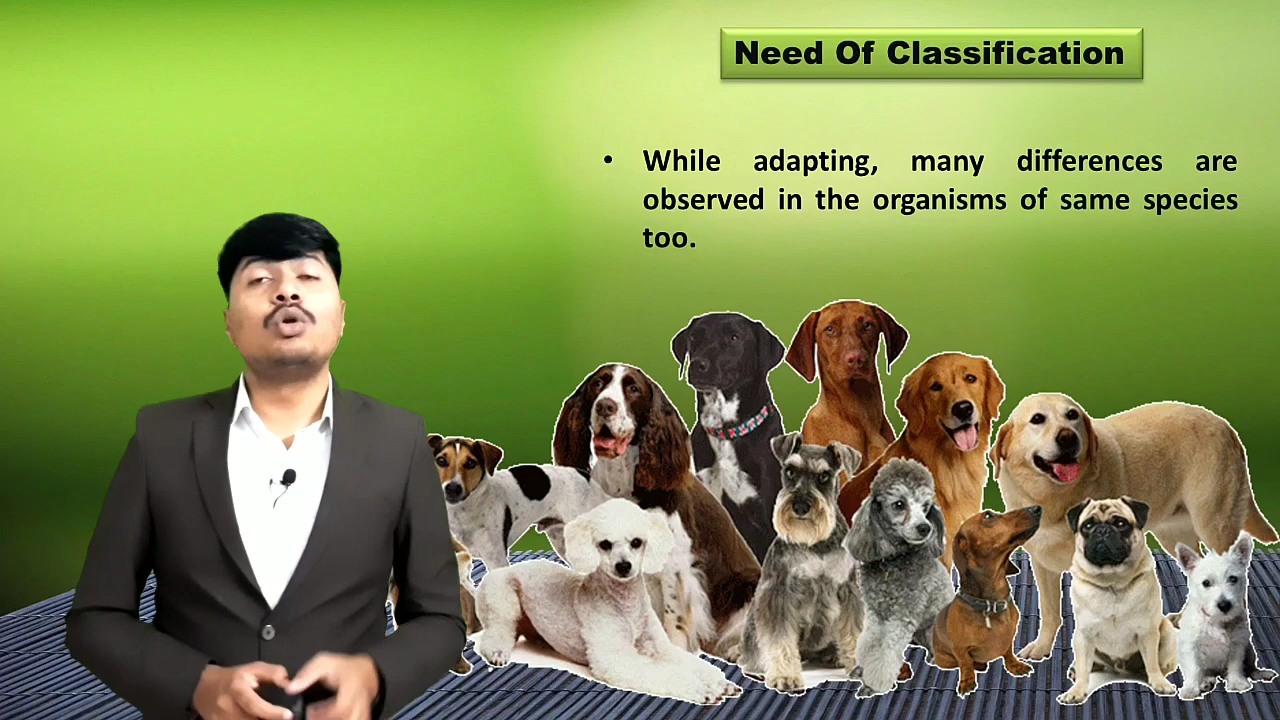 Need Of Classification
• While adapting, many differences are
observed in the organisms of same species
too.